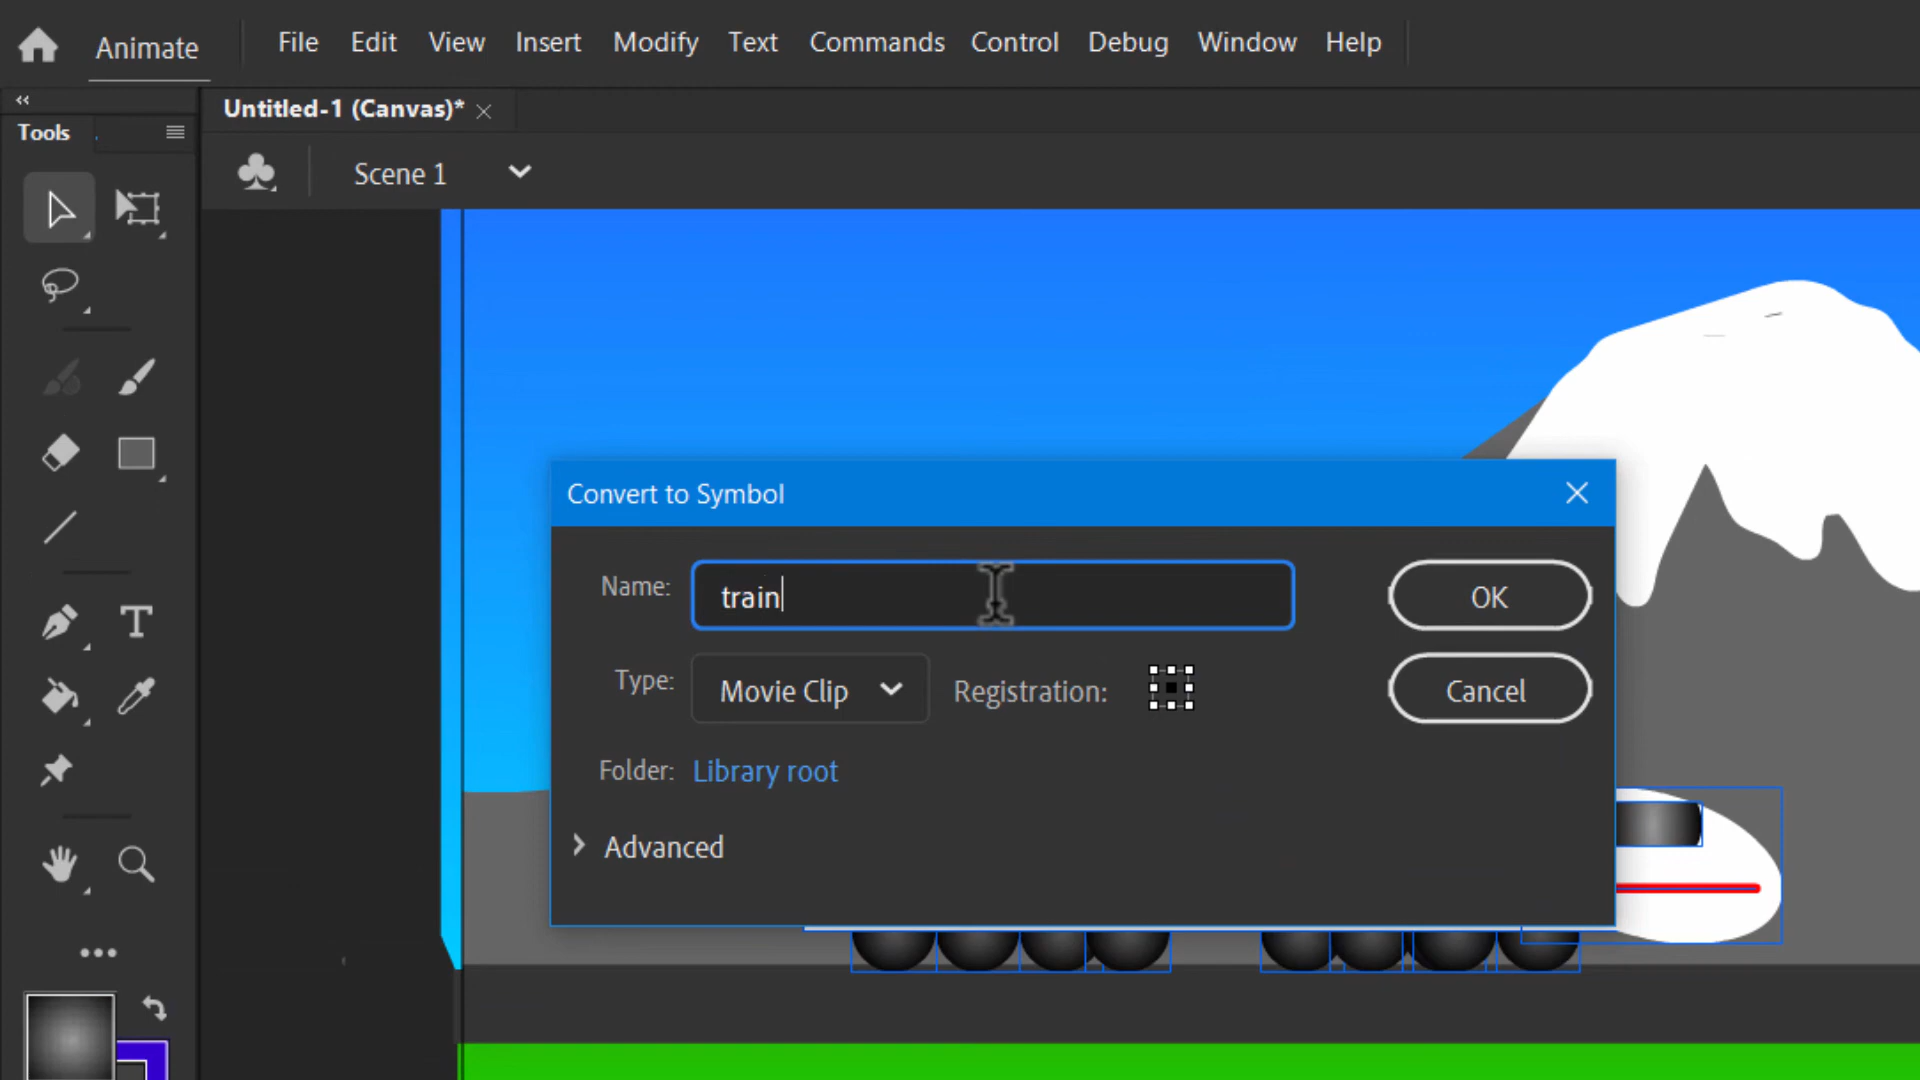 Animate File Edit View Insert Modify Text Commands Control Debug Window Help
Untitled-1 (Canvas)*
Tools
Scene 1
Convert to Symbol
Name: train OK
Type: Movie Clip Registration: Cancel
Folder: Library root
Advanced